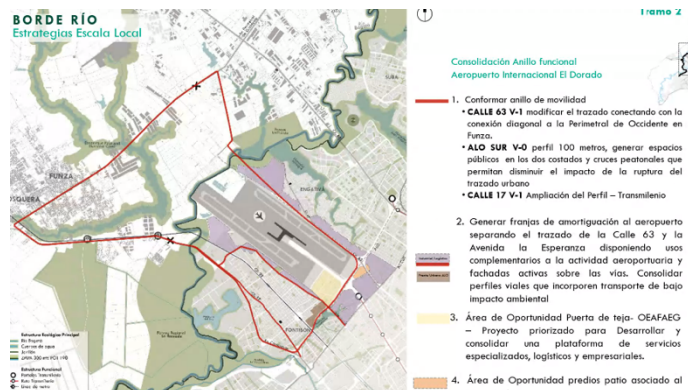 BORDE RÍO
Estrategias Escala Local
Tramo 2
Consolidación Anillo funcional
Aeropuerto Internacional El Dorado
1. Conformar anillo de movilidad
• CALLE 63 V-1 modificar el trazado conectando con la
conexión diagonal a la Perimetral de Occidente en
Funza.
• ALO SUR V-0 perfil 100 metros, generar espacios
públicos en los dos costados y cruces peatonales que
permitan disminuir el impacto de la ruptura del
trazado urbano
• CALLE 17 V-1 Ampliación del Perfil – Transmilenio
2. Generar franjas de amortiguación al aeropuerto
separando el trazado de la Calle 63 y la
Avenida la Esperanza disponiendo usos
complementarios a la actividad aeroportuaria y
fachadas activas sobre las vías. Consolidar
perfiles viales que incorporen transporte de bajo
impacto ambiental
3. Área de Oportunidad Puerta de teja- OEAFAEG
– Proyecto priorizado para Desarrollar y
consolidar una plataforma de servicios
especializados, logísticos y empresariales.
4. Área de Oportunidad predios patio asociado al
SUBA
FUNZA
ENGATIVA
FONTIBON
Estructura Ecológica Principal
Río Bogotá
Cuerpos de agua
Portales Transmilenio